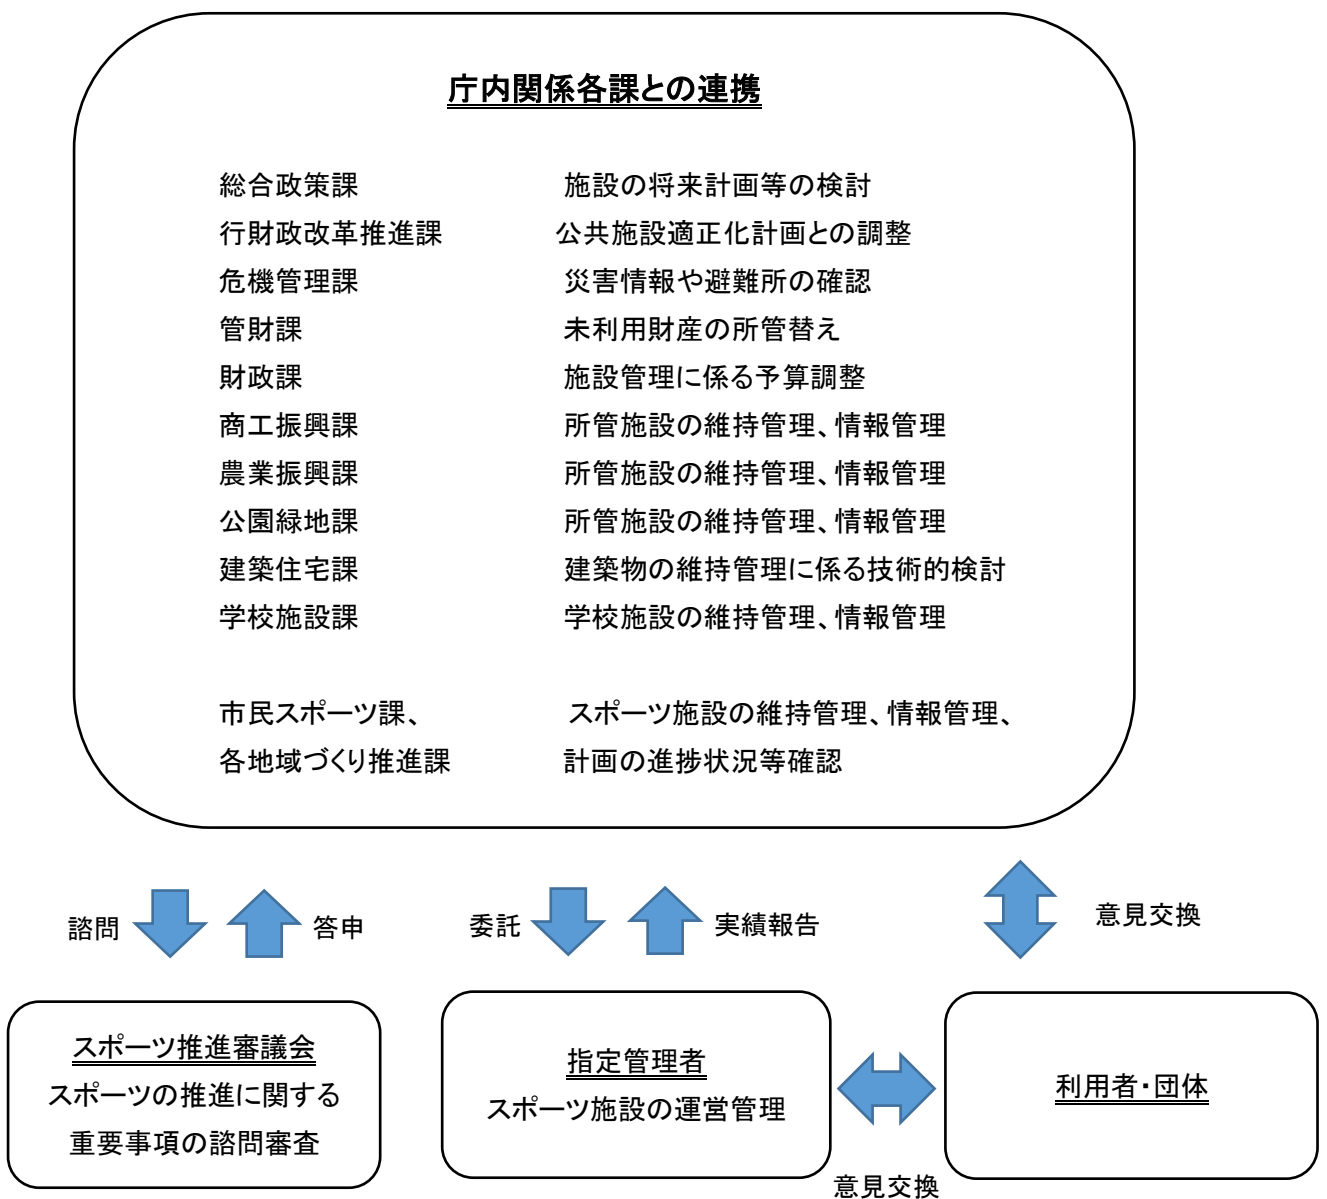 庁内関係各課との連携
総合政策課 施設の将来計画等の検討
行財政改革推進課 公共施設適正化計画との調整
危機管理課 災害情報や避難所の確認
管財課 未利用財産の所管替え
財政課 施設管理に係る予算調整
商工振興課 所管施設の維持管理、情報管理
農業振興課 所管施設の維持管理、情報管理
公園緑地課 所管施設の維持管理、情報管理
建築住宅課 建築物の維持管理に係る技術的検討
学校施設課 学校施設の維持管理、情報管理
市民スポーツ課、 スポーツ施設の維持管理、情報管理、
各地域づくり推進課 計画の進捗状況等確認
諮問 答申 委託 実績報告 意見交換
スポーツ推進審議会
スポーツの推進に関する
重要事項の諮問審査
指定管理者
スポーツ施設の運営管理
意見交換
利用者・団体